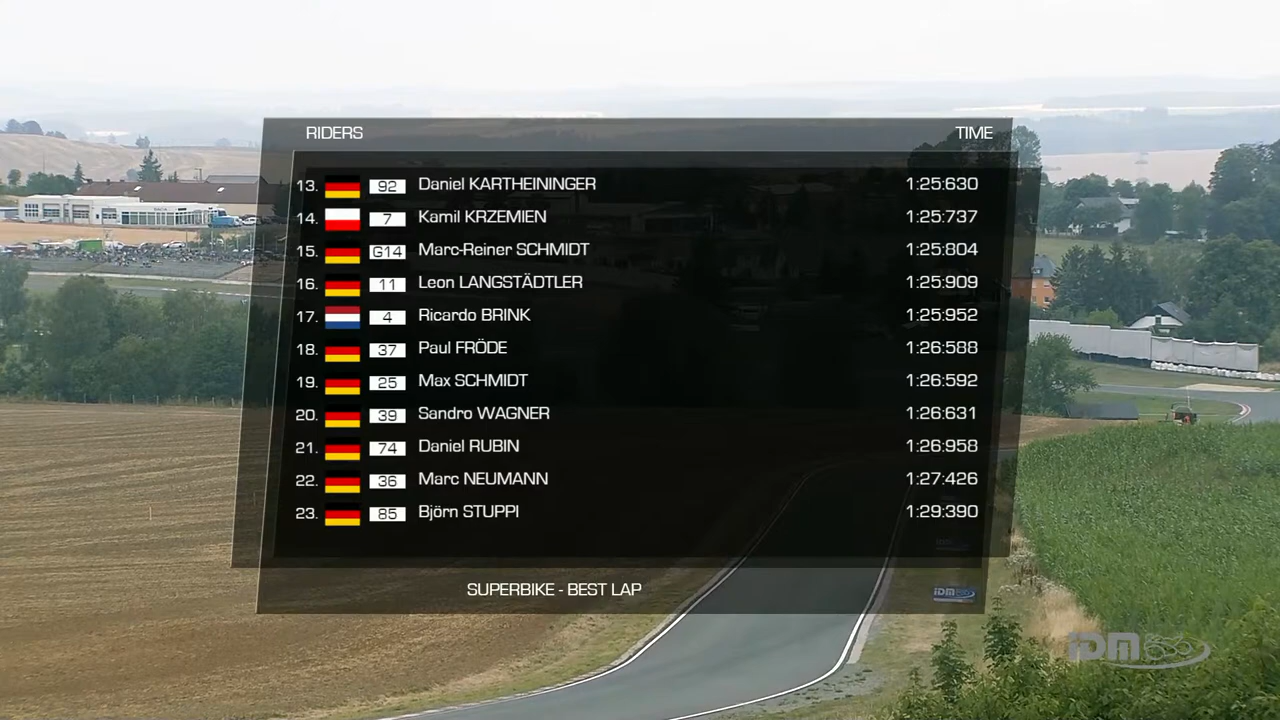 RIDERS TIME
13. 92 Daniel KARTHEININGER 1:25:630
14. 7 Kamil KRZEMIEN 1:25:737
15. G14 Marc-Reiner SCHMIDT 1:25:804
16. 11 Leon LANGSTÄDTLER 1:25:909
17. 4 Ricardo BRINK 1:25:952
18. 37 Paul FRÖDE 1:26:588
19. 25 Max SCHMIDT 1:26:592
20. 39 Sandro WAGNER 1:26:631
21. 74 Daniel RUBIN 1:26:958
22. 36 Marc NEUMANN 1:27:426
23. 85 Björn STUPPI 1:29:390
SUPERBIKE - BEST LAP
iDM
iDM